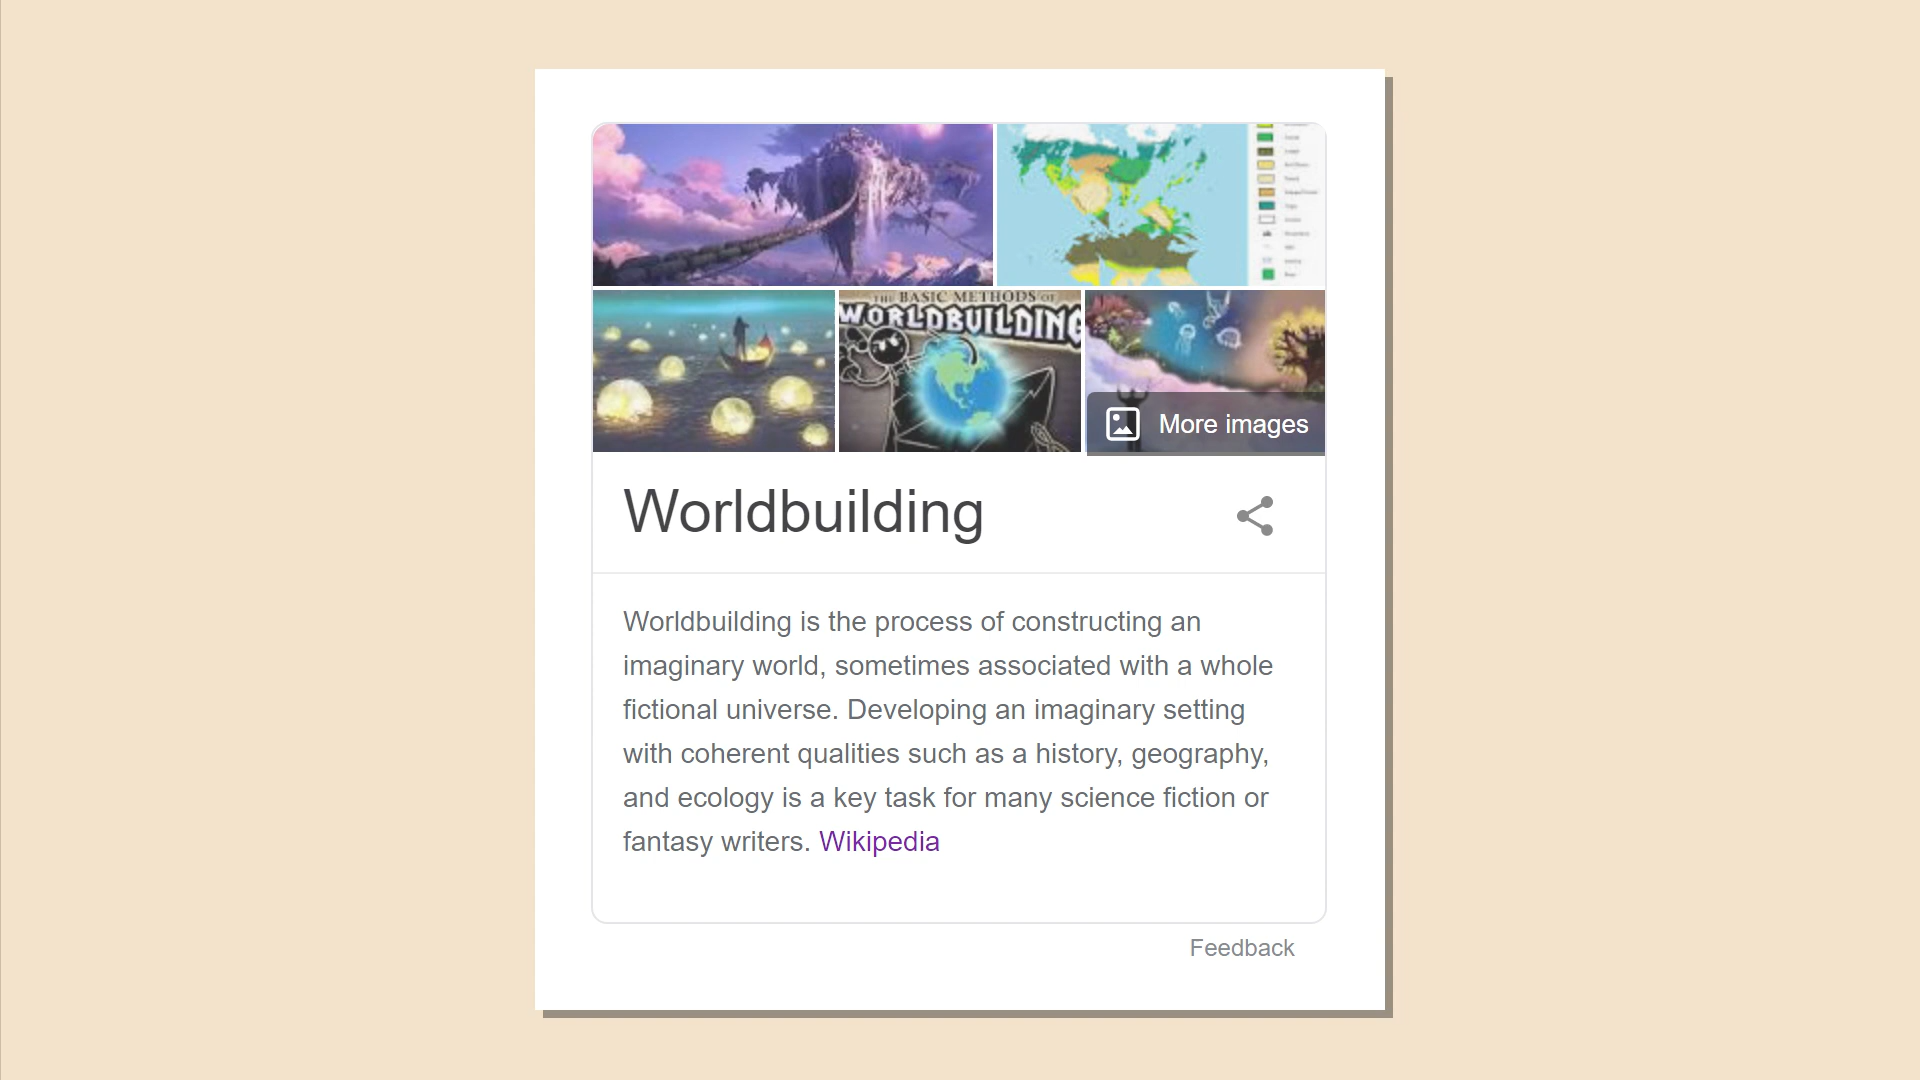 THE BASIC METHODS OF
WORLDBUILDING
More images
Worldbuilding
Worldbuilding is the process of constructing an
imaginary world, sometimes associated with a whole
fictional universe. Developing an imaginary setting
with coherent qualities such as a history, geography,
and ecology is a key task for many science fiction or
fantasy writers. Wikipedia
Feedback